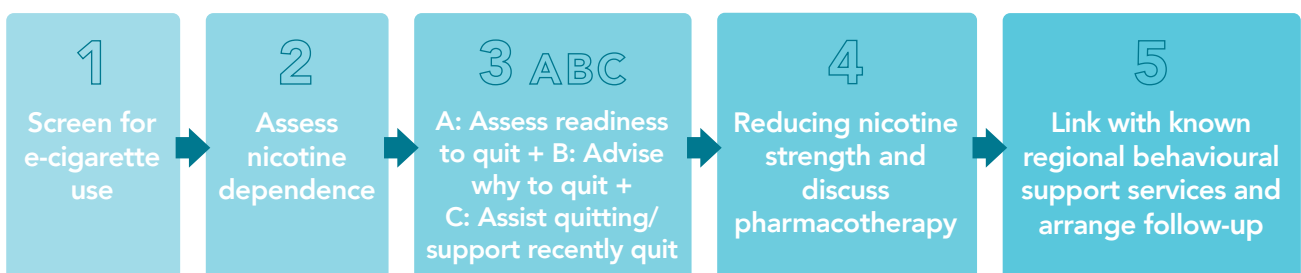 1
Screen for
e-cigarette
use
2
Assess
nicotine
dependence
3 ABC
A: Assess readiness
to quit + B: Advise
why to quit +
C: Assist quitting/
support recently quit
4
Reducing nicotine
strength and
discuss
pharmacotherapy
5
Link with known
regional behavioural
support services and
arrange follow-up